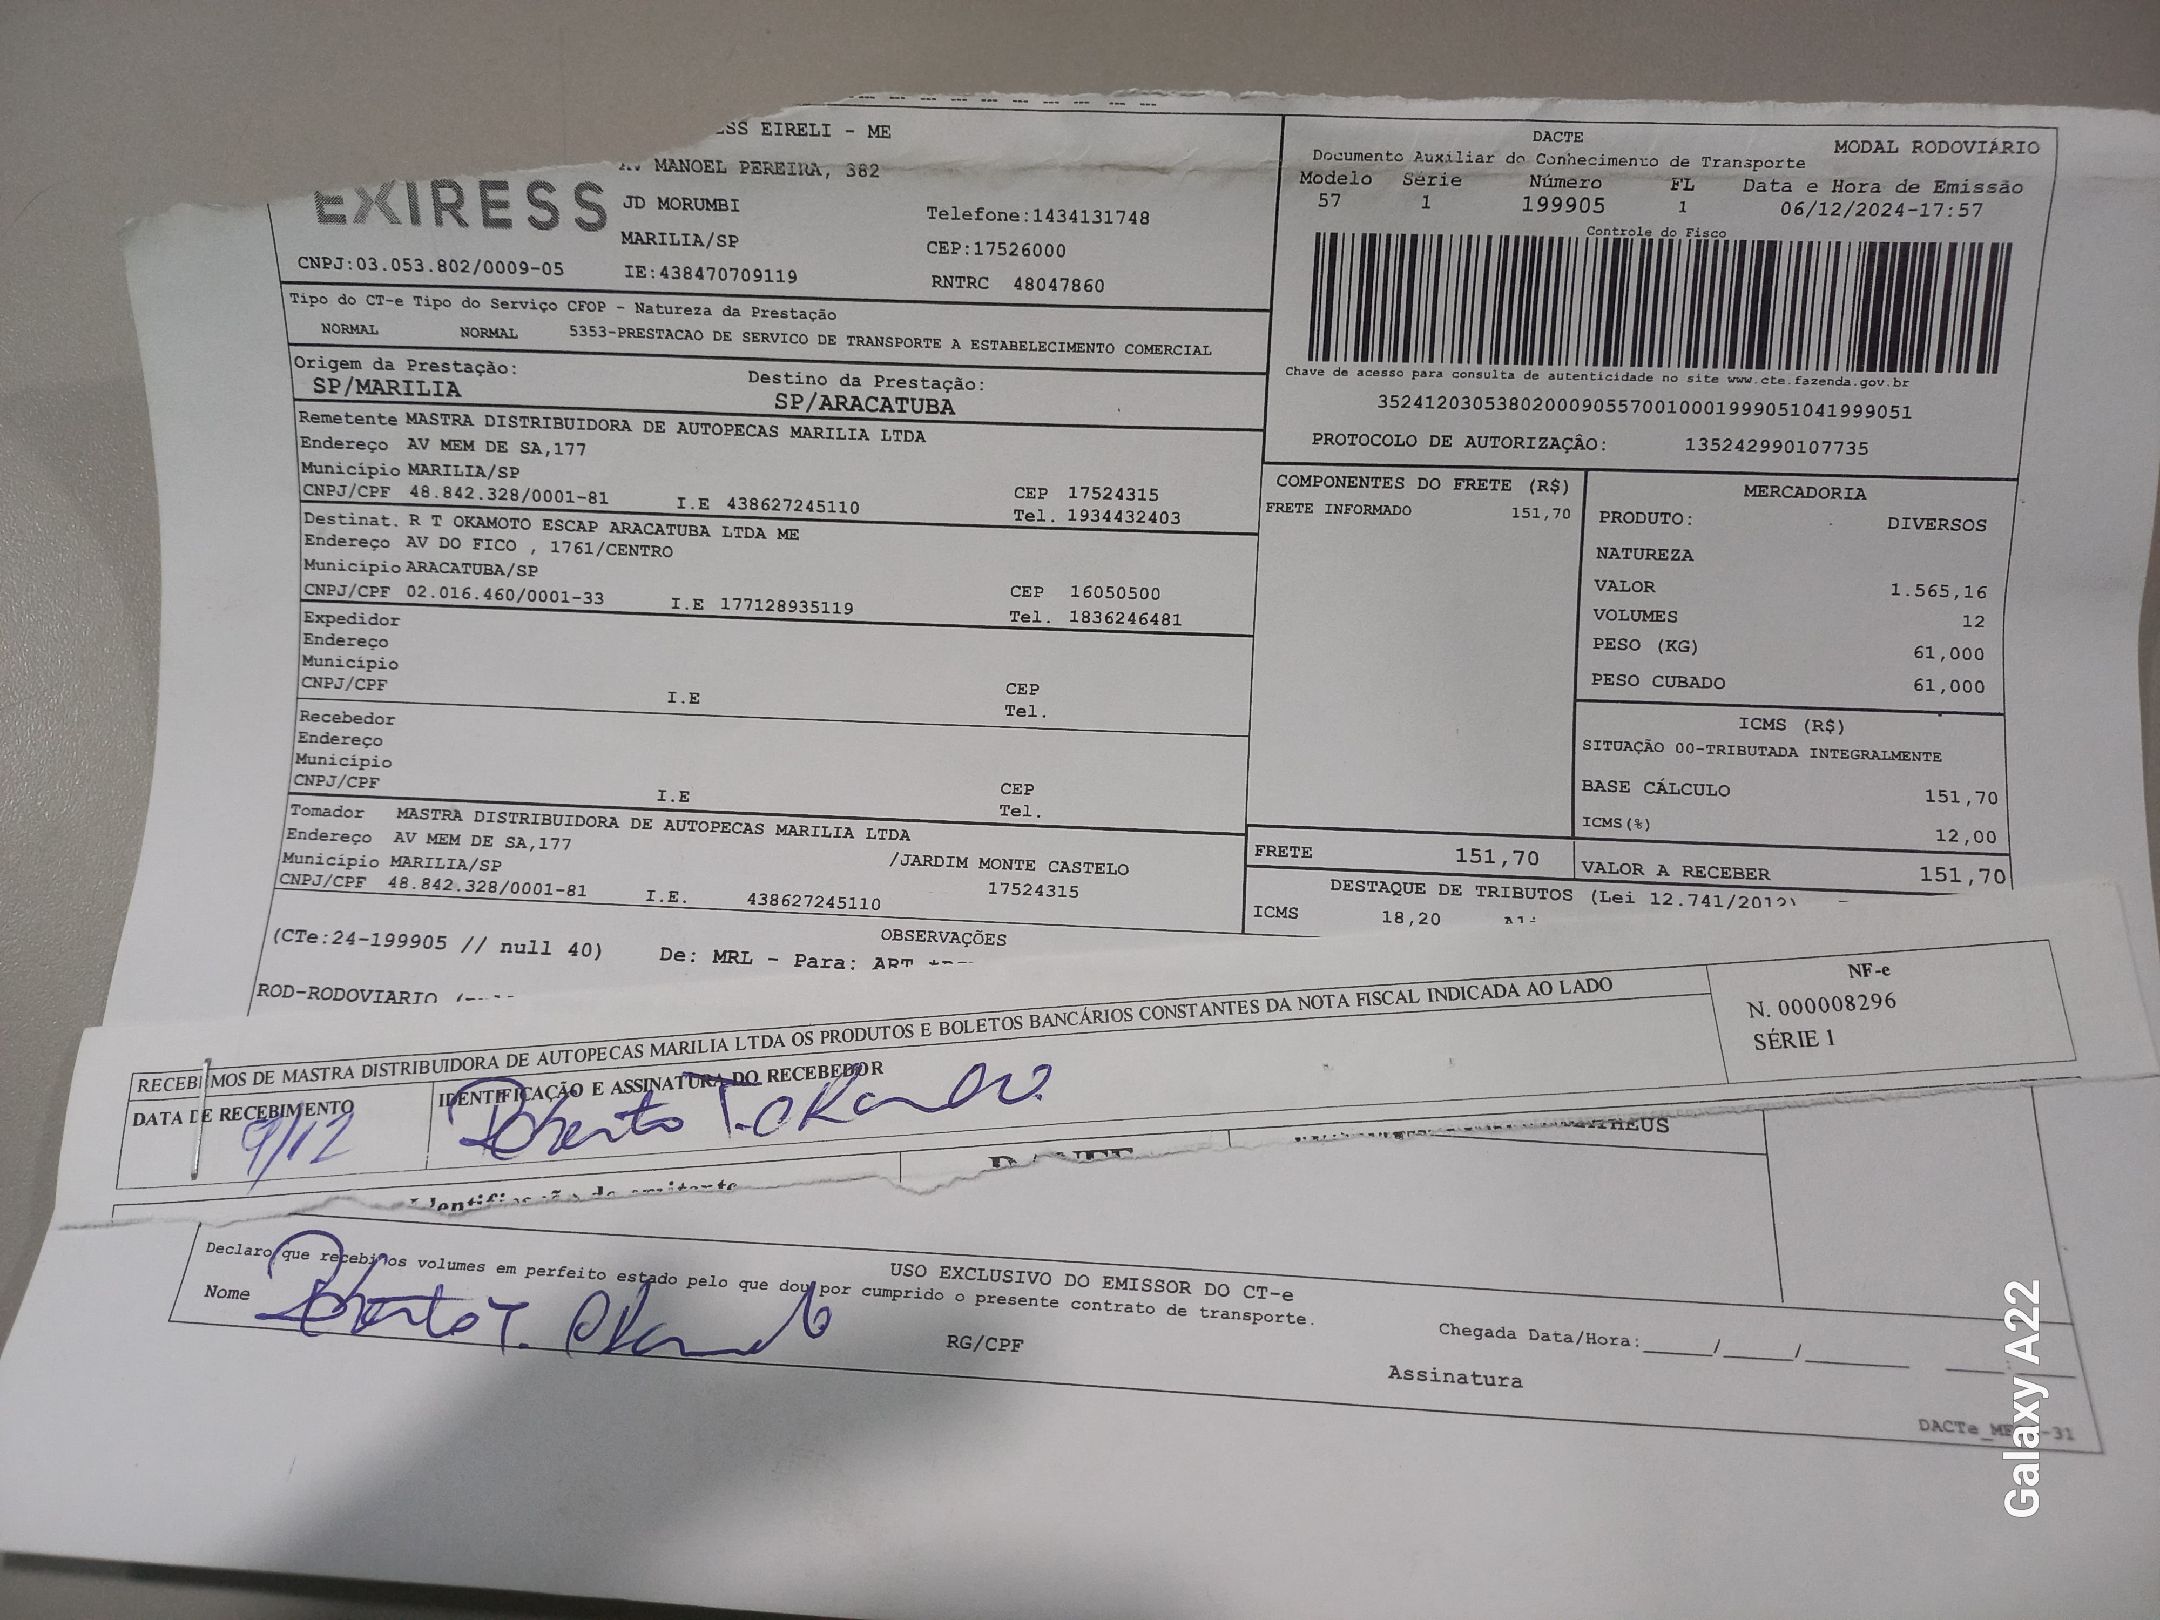 SS EIRELI - ME
AV MANOEL PEREIRA, 382
EXIRESS
JD MORUMBI
Telefone:1434131748
MARILIA/SP
CEP:17526000
CNPJ:03.053.802/0009-05
IE:438470709119
RNTRC 48047860
DACTE
MODAL RODOVIÁRIO
Documento Auxiliar do Conhecimento de Transporte
Modelo Série Número FL Data e Hora de Emissão
57 1 199905 1 06/12/2024-17:57
Controle do Fisco
Chave de acesso para consulta de autenticidade no site www.cte.fazenda.gov.br
35241203053802000905570010001999051041999051
PROTOCOLO DE AUTORIZAÇÃO: 135242990107735
Tipo do CT-e Tipo do Serviço CFOP - Natureza da Prestação
NORMAL NORMAL 5353-PRESTACAO DE SERVICO DE TRANSPORTE A ESTABELECIMENTO COMERCIAL
Origem da Prestação: Destino da Prestação:
SP/MARILIA SP/ARACATUBA
Remetente MASTRA DISTRIBUIDORA DE AUTOPECAS MARILIA LTDA
Endereço AV MEM DE SA,177
Município MARILIA/SP CEP 17524315
CNPJ/CPF 48.842.328/0001-81 I.E 438627245110 Tel. 1934432403
Destinat. R T OKAMOTO ESCAP ARACATUBA LTDA ME
Endereço AV DO FICO , 1761/CENTRO
Município ARACATUBA/SP CEP 16050500
CNPJ/CPF 02.016.460/0001-33 I.E 177128935119 Tel. 1836246481
Expedidor
Endereço
Município CEP
CNPJ/CPF I.E Tel.
Recebedor
Endereço
Município CEP
CNPJ/CPF I.E Tel.
Tomador MASTRA DISTRIBUIDORA DE AUTOPECAS MARILIA LTDA
Endereço AV MEM DE SA,177 /JARDIM MONTE CASTELO
Município MARILIA/SP 17524315
CNPJ/CPF 48.842.328/0001-81 I.E. 438627245110
COMPONENTES DO FRETE (R$)
FRETE INFORMADO 151,70
MERCADORIA
PRODUTO: DIVERSOS
NATUREZA
VALOR 1.565,16
VOLUMES 12
PESO (KG) 61,000
PESO CUBADO 61,000
ICMS (R$)
SITUAÇÃO 00-TRIBUTADA INTEGRALMENTE
BASE CÁLCULO 151,70
ICMS(%) 12,00
FRETE 151,70 VALOR A RECEBER 151,70
DESTAQUE DE TRIBUTOS (Lei 12.741/2012)
ICMS 18,20
OBSERVAÇÕES
(CTe:24-199905 // null 40) De: MRL - Para: ART
ROD-RODOVIARIO
RECEBEMOS DE MASTRA DISTRIBUIDORA DE AUTOPECAS MARILIA LTDA OS PRODUTOS E BOLETOS BANCÁRIOS CONSTANTES DA NOTA FISCAL INDICADA AO LADO
NF-e
N. 000008296
SÉRIE 1
DATA DE RECEBIMENTO IDENTIFICAÇÃO E ASSINATURA DO RECEBEDOR
9/12 Roberto T. Okamoto
Identificação do emitente
USO EXCLUSIVO DO EMISSOR DO CT-e
Declaro que recebi os volumes em perfeito estado pelo que dou por cumprido o presente contrato de transporte.
Nome Roberto T. Okamoto
RG/CPF
Chegada Data/Hora:_____/_____/_______ 
Assinatura
Galaxy A22